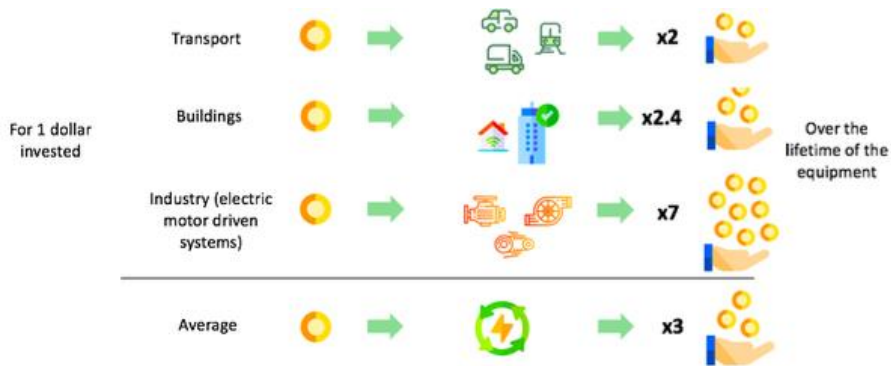 Transport
x2
Buildings
x2.4
For 1 dollar
invested
Over the
lifetime of the
equipment
Industry (electric
motor driven
systems)
x7
Average
x3